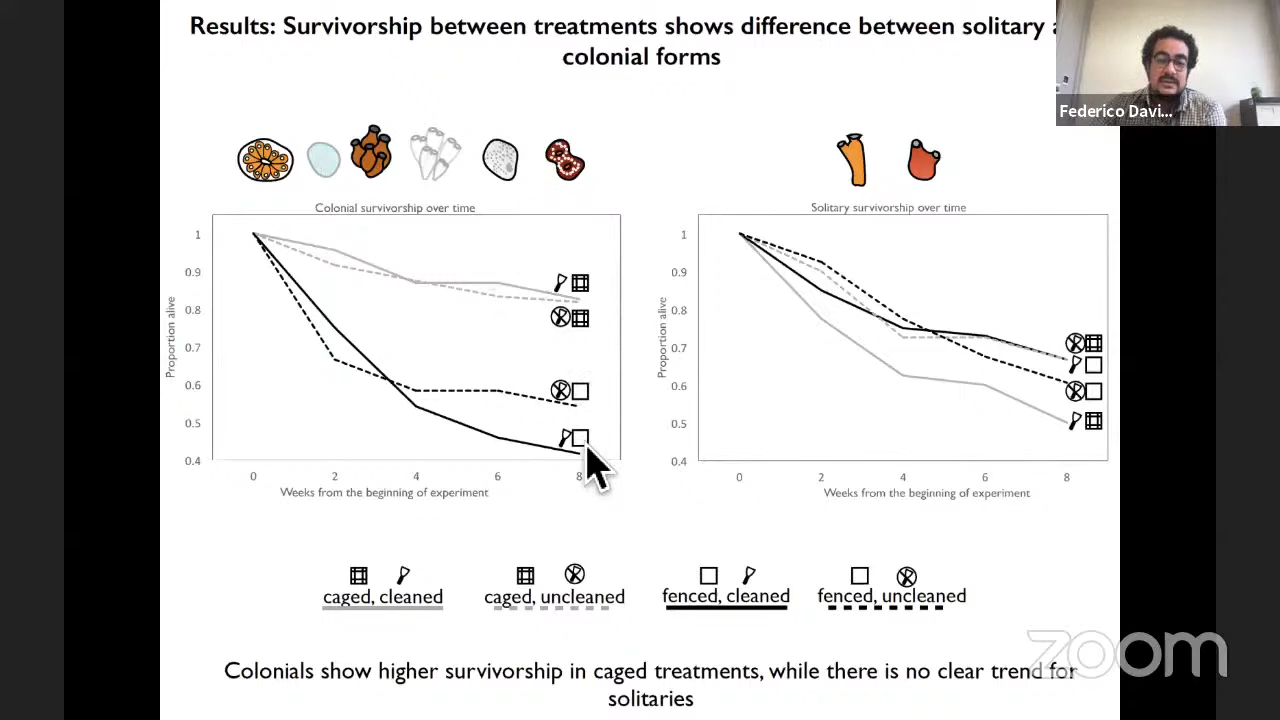 Results: Survivorship between treatments shows difference between solitary
colonial forms
Federico Davi...
Colonial survivorship over time
Solitary survivorship over time
1
0.9
0.8
0.7
0.6
0.5
0.4
Proportion alive
0
2
4
6
8
Weeks from the beginning of experiment
1
0.9
0.8
0.7
0.6
0.5
0.4
Proportion alive
0
2
4
6
8
Weeks from the beginning of experiment
caged, cleaned
caged, uncleaned
fenced, cleaned
fenced, uncleaned
zoom
Colonials show higher survivorship in caged treatments, while there is no clear trend for
solitaries